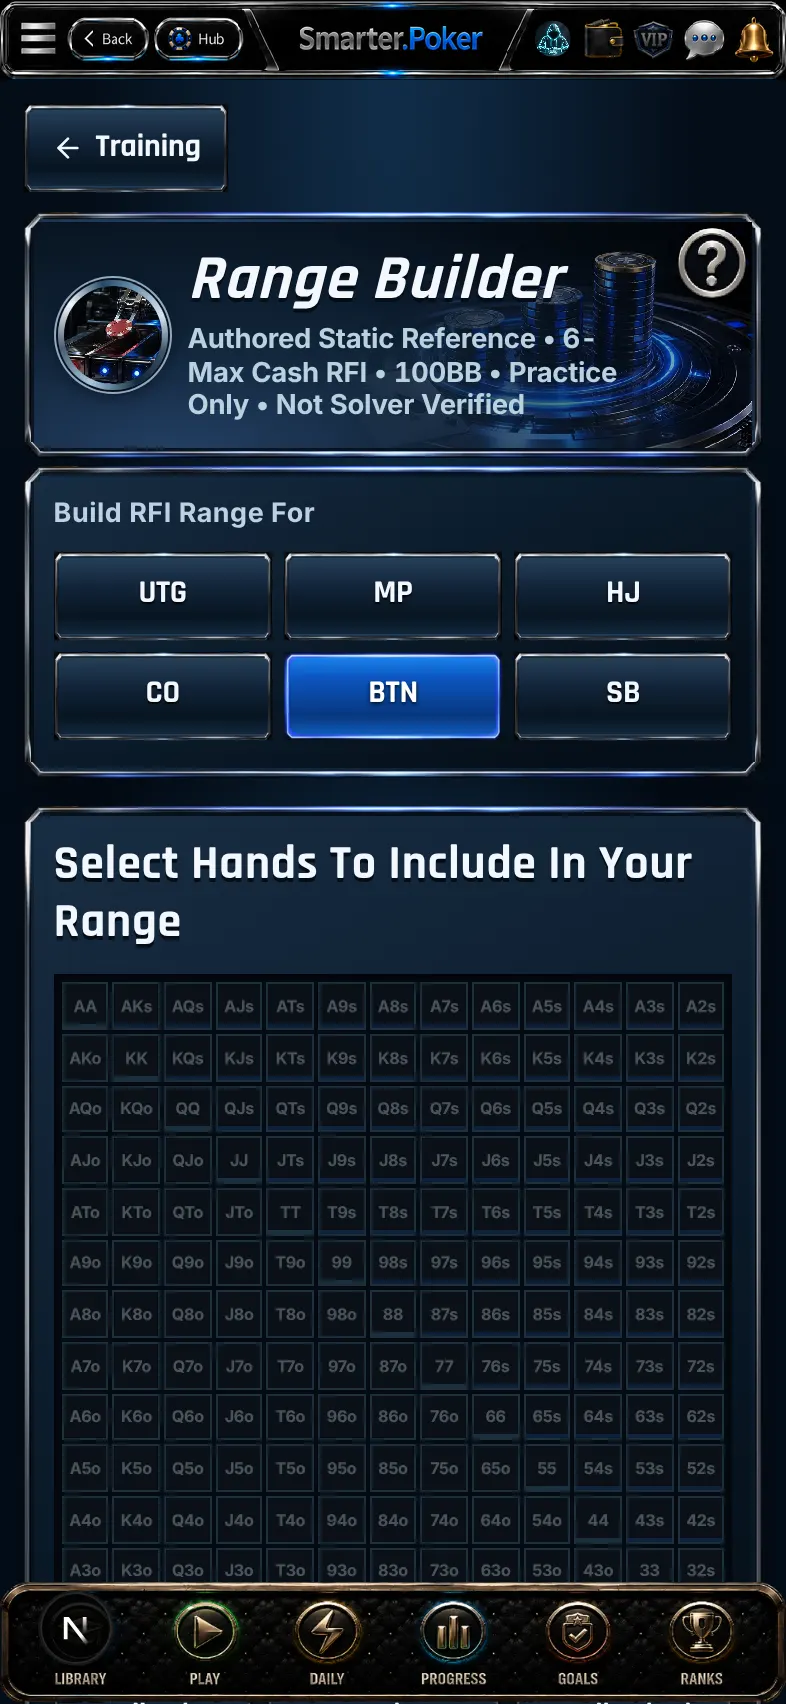 Back
Hub
Smarter.Poker
VIP
Training
Range Builder
?
Authored Static Reference • 6-
Max Cash RFI • 100BB • Practice
Only • Not Solver Verified
Build RFI Range For
UTG MP HJ
CO BTN SB
Select Hands To Include In Your
Range
AA AKs AQs AJs ATs A9s A8s A7s A6s A5s A4s A3s A2s
AKo KK KQs KJs KTs K9s K8s K7s K6s K5s K4s K3s K2s
AQo KQo QQ QJs QTs Q9s Q8s Q7s Q6s Q5s Q4s Q3s Q2s
AJo KJo QJo JJ JTs J9s J8s J7s J6s J5s J4s J3s J2s
ATo KTo QTo JTo TT T9s T8s T7s T6s T5s T4s T3s T2s
A9o K9o Q9o J9o T9o 99 98s 97s 96s 95s 94s 93s 92s
A8o K8o Q8o J8o T8o 98o 88 87s 86s 85s 84s 83s 82s
A7o K7o Q7o J7o T7o 97o 87o 77 76s 75s 74s 73s 72s
A6o K6o Q6o J6o T6o 96o 86o 76o 66 65s 64s 63s 62s
A5o K5o Q5o J5o T5o 95o 85o 75o 65o 55 54s 53s 52s
A4o K4o Q4o J4o T4o 94o 84o 74o 64o 54o 44 43s 42s
A3o K3o Q3o J3o T3o 93o 83o 73o 63o 53o 43o 33 32s
N
LIBRARY PLAY DAILY PROGRESS GOALS RANKS